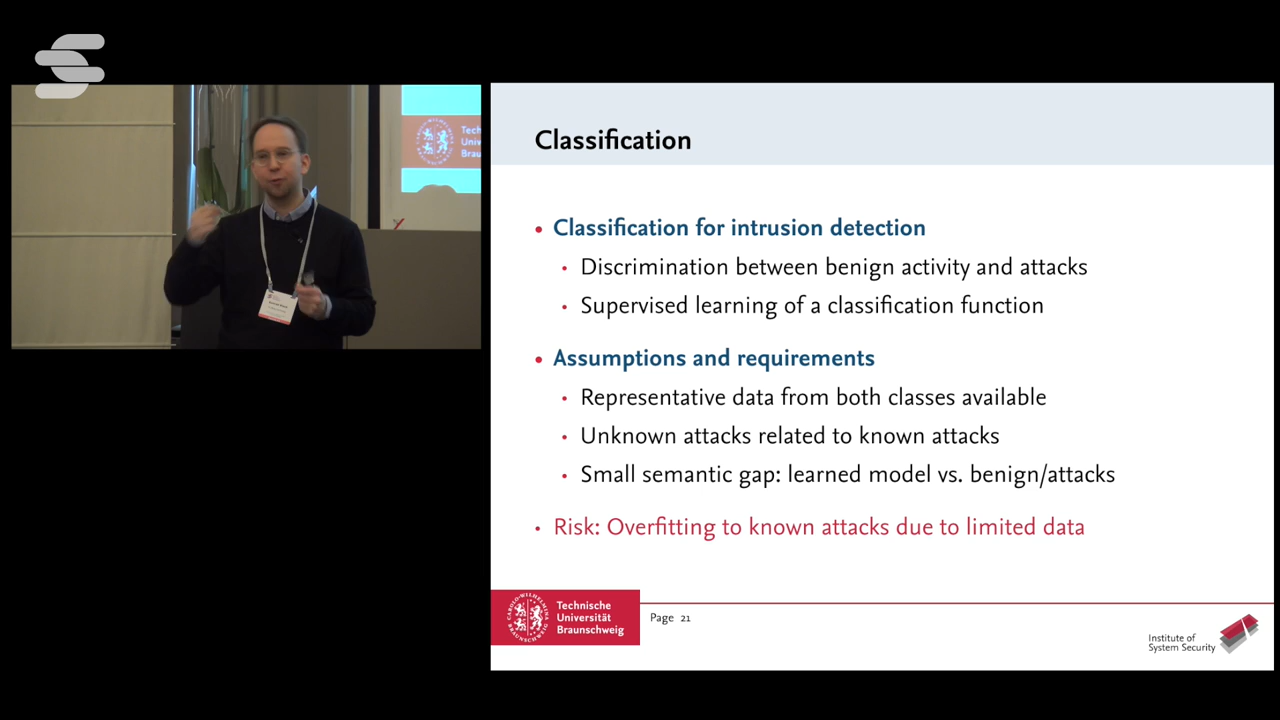 Tech
Univ
Brau
Classification
• Classification for intrusion detection
• Discrimination between benign activity and attacks
• Supervised learning of a classification function
• Assumptions and requirements
• Representative data from both classes available
• Unknown attacks related to known attacks
• Small semantic gap: learned model vs. benign/attacks
• Risk: Overfitting to known attacks due to limited data
Technische
Universität
Braunschweig
Page 21
Institute of
System Security